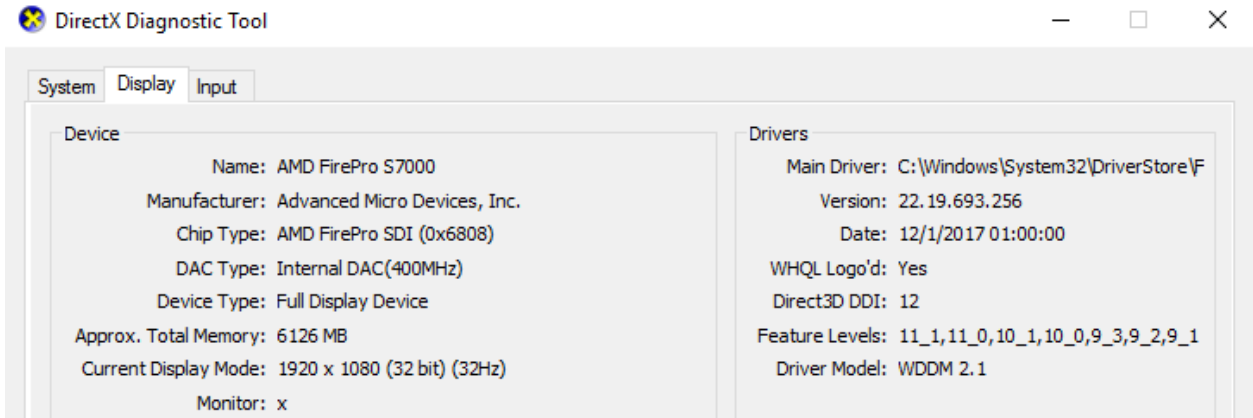 DirectX Diagnostic Tool
System Display Input
Device
Name: AMD FirePro S7000
Manufacturer: Advanced Micro Devices, Inc.
Chip Type: AMD FirePro SDI (0x6808)
DAC Type: Internal DAC(400MHz)
Device Type: Full Display Device
Approx. Total Memory: 6126 MB
Current Display Mode: 1920 x 1080 (32 bit) (32Hz)
Monitor: x
Drivers
Main Driver: C:\Windows\System32\DriverStore\F
Version: 22.19.693.256
Date: 12/1/2017 01:00:00
WHQL Logo'd: Yes
Direct3D DDI: 12
Feature Levels: 11_1,11_0,10_1,10_0,9_3,9_2,9_1
Driver Model: WDDM 2.1